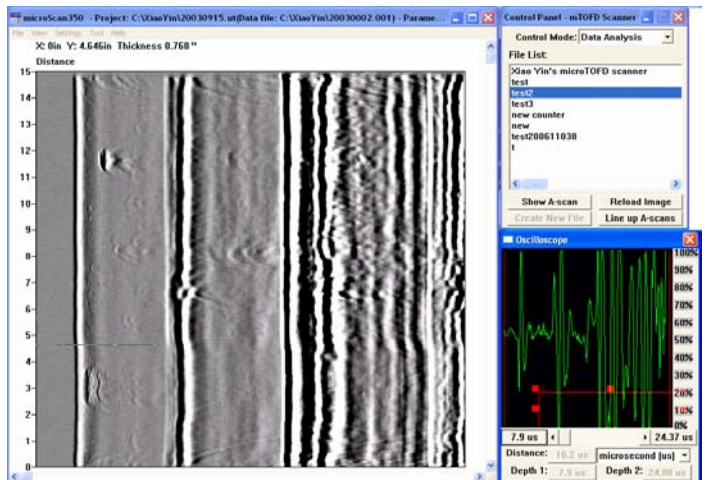 microScan350 - Project: C:\XiaoYin\20030915.ut(Data file: C:\XiaoYin\20030002.001) - Parame...
File View Settings Tool Help
X: 0in Y: 4.646in Thickness 0.768"
Distance
15
14
13
12
11
10
9
8
7
6
5
4
3
2
1
0
Control Panel - mTOFD Scanner
Control Mode: Data Analysis
File List:
Xiao Yin's microTOFD scanner
test
test2
test3
new counter
new
test200611038
t
Show A-scan Reload Image
Create New File Line up A-scans
Oscilloscope
100%
90%
80%
70%
60%
50%
40%
30%
20%
10%
0%
7.9 us 24.37 us
Distance: 16.2 us microsecond (us)
Depth 1: 7.9 us Depth 2: 24.08 us